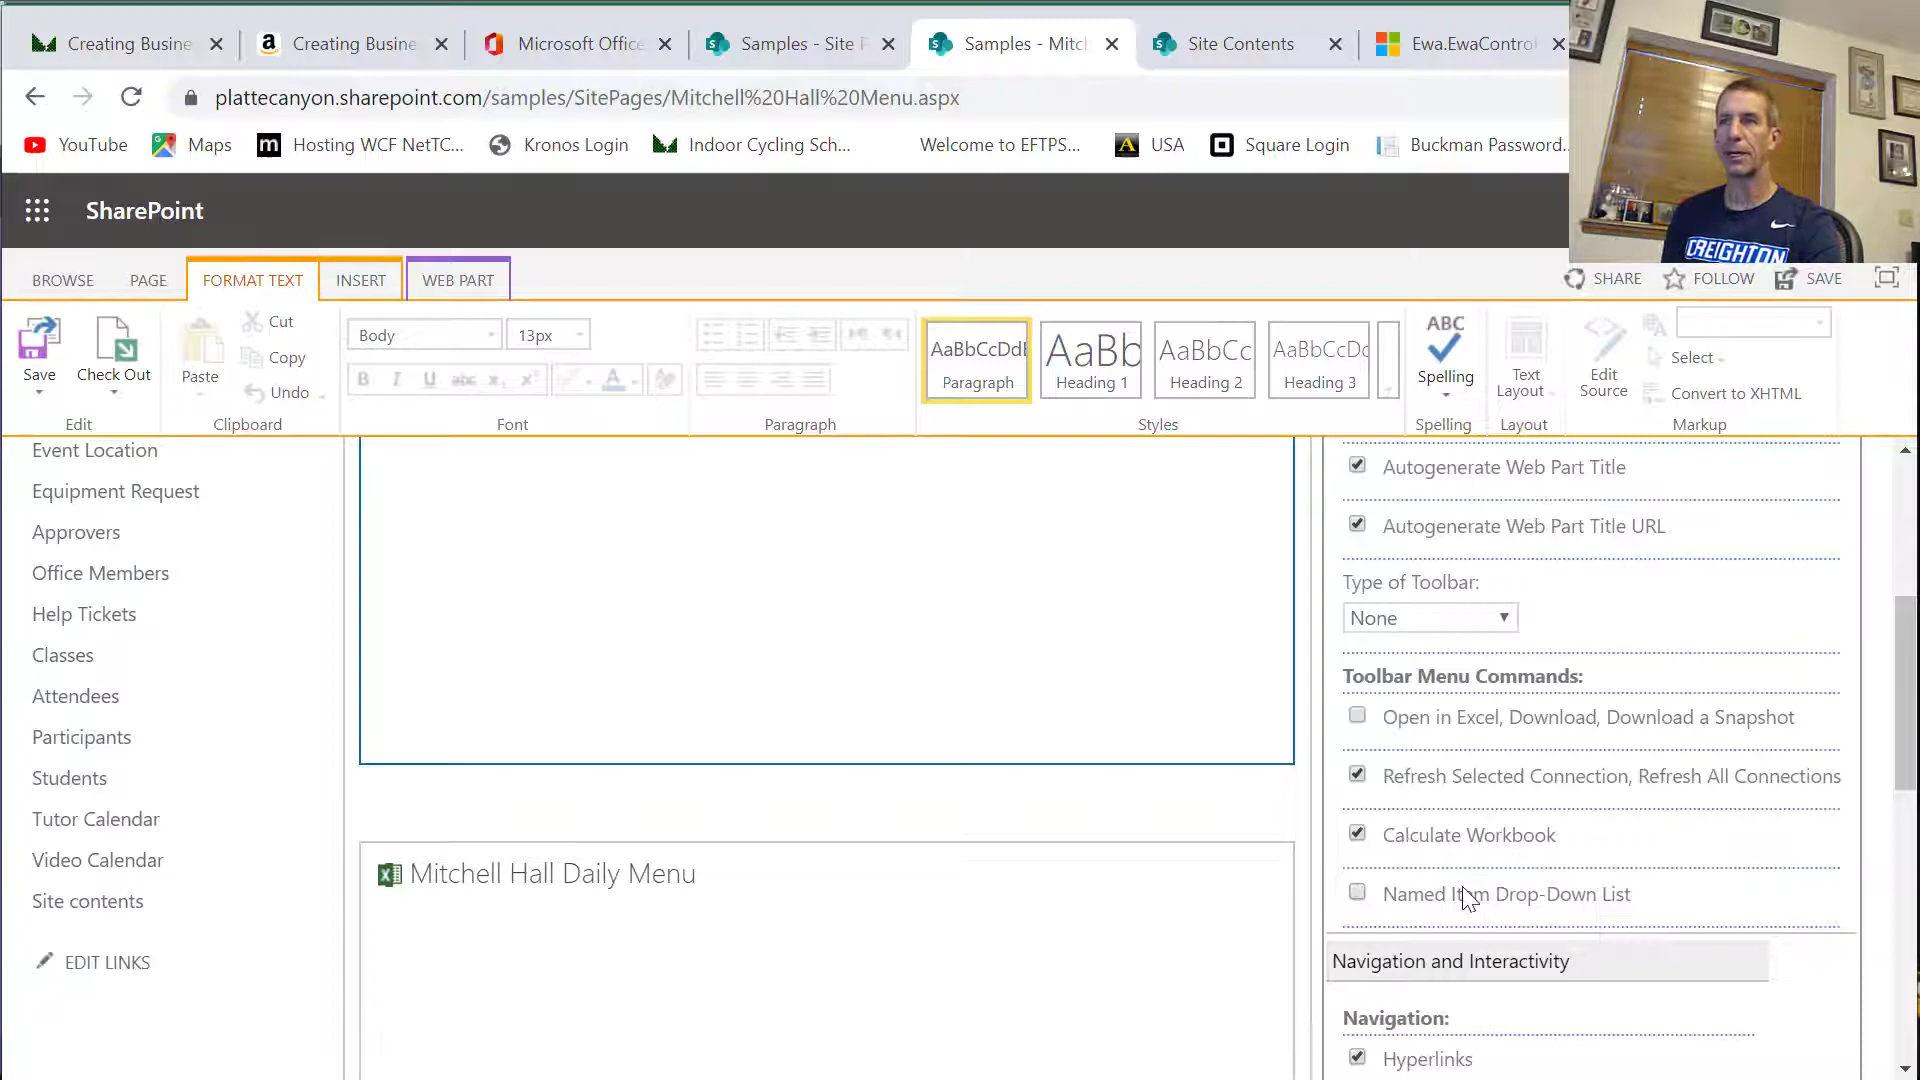 Creating Busine
Creating Busine
Microsoft Office
Samples - Site P
Samples - Mitch
Site Contents
Ewa.EwaControl
plattecanyon.sharepoint.com/samples/SitePages/Mitchell%20Hall%20Menu.aspx
YouTube
Maps
Hosting WCF NetTC...
Kronos Login
Indoor Cycling Sch...
Welcome to EFTPS...
USA
Square Login
Buckman Password...
CREIGHTON
SharePoint
BROWSE
PAGE
FORMAT TEXT
INSERT
WEB PART
SHARE
FOLLOW
SAVE
Save
Check Out
Edit
Paste
Cut
Copy
Undo
Clipboard
Body
13px
B I U abc x x
A
Font
Paragraph
AaBbCcDdE
Paragraph
AaBb
Heading 1
AaBbCc
Heading 2
AaBbCcDc
Heading 3
Styles
ABC
Spelling
Spelling
Text
Layout
Layout
Edit
Source
Select
Convert to XHTML
Markup
Event Location
Equipment Request
Approvers
Office Members
Help Tickets
Classes
Attendees
Participants
Students
Tutor Calendar
Video Calendar
Site contents
EDIT LINKS
Mitchell Hall Daily Menu
Autogenerate Web Part Title
Autogenerate Web Part Title URL
Type of Toolbar:
None
Toolbar Menu Commands:
Open in Excel, Download, Download a Snapshot
Refresh Selected Connection, Refresh All Connections
Calculate Workbook
Named Item Drop-Down List
Navigation and Interactivity
Navigation:
Hyperlinks